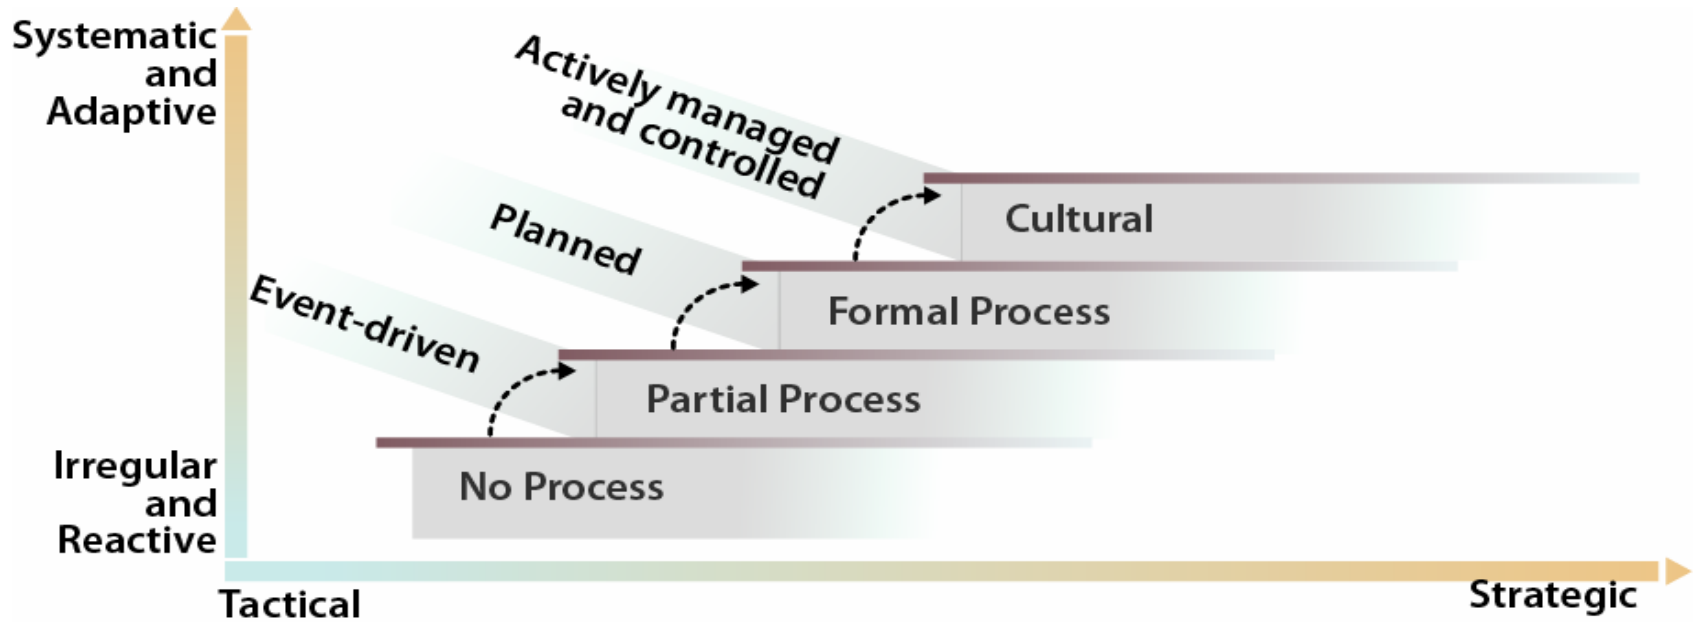 Systematic
and
Adaptive
Actively managed
and controlled
Cultural
Planned
Formal Process
Event-driven
Partial Process
Irregular
and
Reactive
No Process
Tactical
Strategic